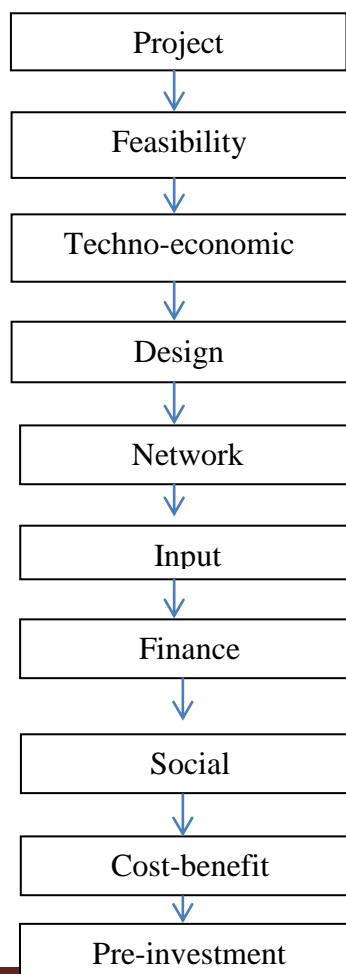 Project
Feasibility
Techno-economic
Design
Network
Input
Finance
Social
Cost-benefit
Pre-investment